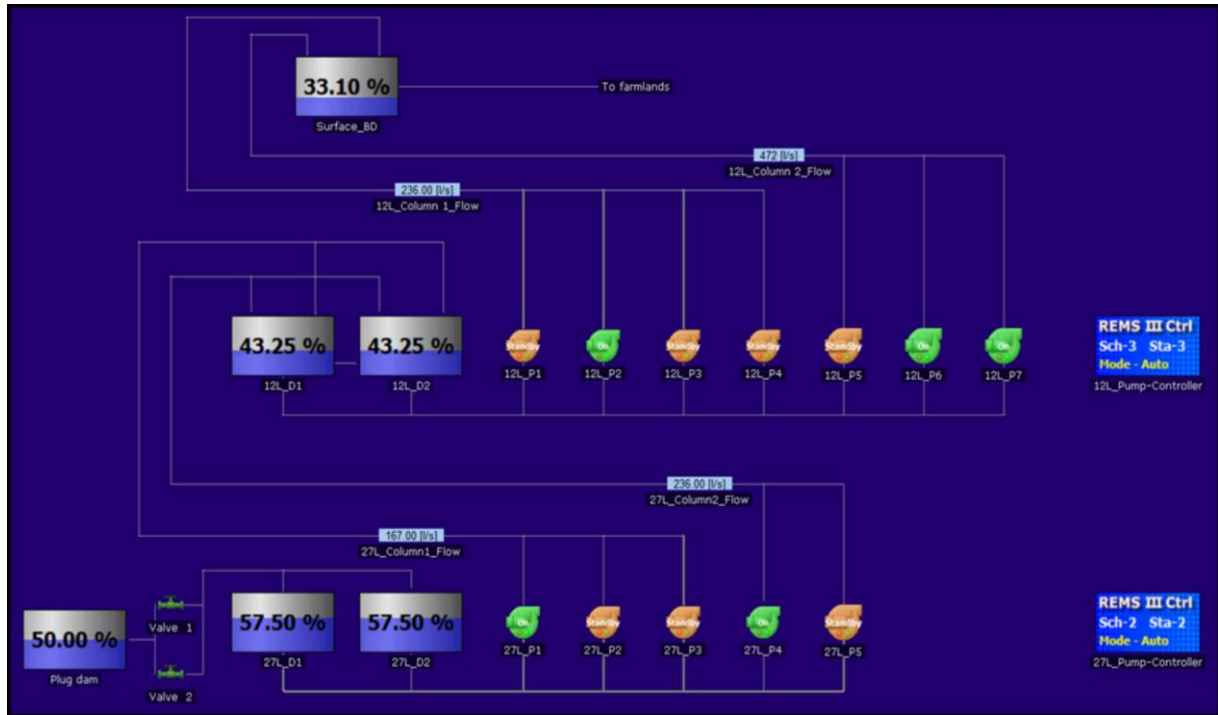 33.10 %
Surface_BD
To farmlands
472 [l/s]
12L_Column 2_Flow
236.00 [l/s]
12L_Column 1_Flow
43.25 %
43.25 %
Standby
On
Standby
Standby
Standby
On
On
12L_D1
12L_D2
12L_P1
12L_P2
12L_P3
12L_P4
12L_P5
12L_P6
12L_P7
REMS III Ctrl
Sch-3 Sta-3
Mode - Auto
12L_Pump-Controller
236.00 [l/s]
27L_Column2_Flow
167.00 [l/s]
27L_Column1_Flow
50.00 %
Plug dam
Valve 1
Valve 2
57.50 %
57.50 %
On
Standby
Standby
On
Standby
27L_D1
27L_D2
27L_P1
27L_P2
27L_P3
27L_P4
27L_P5
REMS III Ctrl
Sch-2 Sta-2
Mode - Auto
27L_Pump-Controller